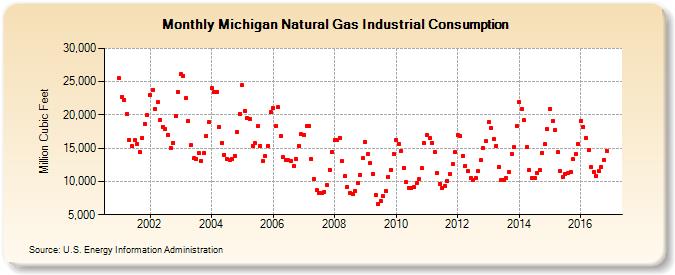 Monthly Michigan Natural Gas Industrial Consumption
Million Cubic Feet
30,000
25,000
20,000
15,000
10,000
5,000
2002 2004 2006 2008 2010 2012 2014 2016
Source: U.S. Energy Information Administration